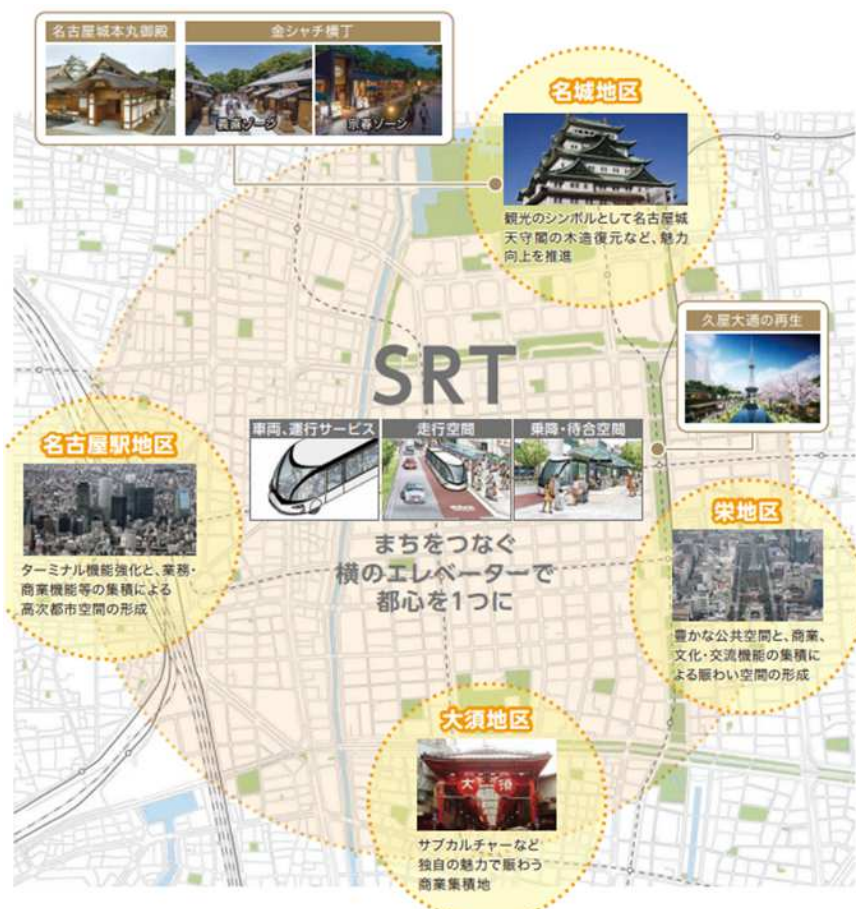 名古屋城本丸御殿
金シャチ横丁
義直ゾーン
宗春ゾーン
名城地区
観光のシンボルとして名古屋城
天守閣の木造復元など、魅力
向上を推進
久屋大通の再生
SRT
車両、運行サービス
走行空間
乗降・待合空間
まちをつなぐ
横のエレベーターで
都心を1つに
名古屋駅地区
ターミナル機能強化と、業務・
商業機能等の集積による
高次都市空間の形成
栄地区
豊かな公共空間と、商業、
文化・交流機能の集積に
よる賑わい空間の形成
大須地区
大須
サブカルチャーなど
独自の魅力で賑わう
商業集積地